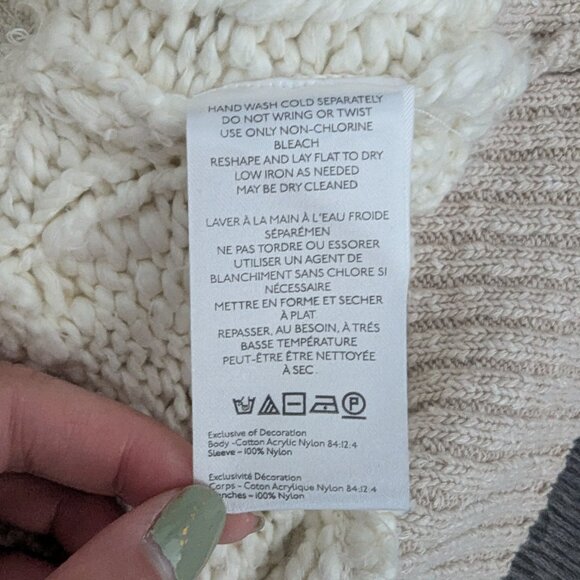 HAND WASH COLD SEPARATELY
DO NOT WRING OR TWIST
USE ONLY NON-CHLORINE
BLEACH
RESHAPE AND LAY FLAT TO DRY
LOW IRON AS NEEDED
MAY BE DRY CLEANED
LAVER À LA MAIN À L'EAU FROIDE
SÉPARÉMEN
NE PAS TORDRE OU ESSORER
UTILISER UN AGENT DE
BLANCHIMENT SANS CHLORE SI
NÉCESSAIRE
METTRE EN FORME ET SECHER
À PLAT
REPASSER, AU BESOIN, À TRÉS
BASSE TEMPÉRATURE
PEUT-ÊTRE ÊTRE NETTOYÉE
À SEC.
P
Exclusive of Decoration
Body -Cotton Acrylic Nylon 84:12:4
Sleeve - 100% Nylon
Exclusivité Décoration
Corps - Coton Acrylique Nylon 84:12:4
nches - 100% Nylon